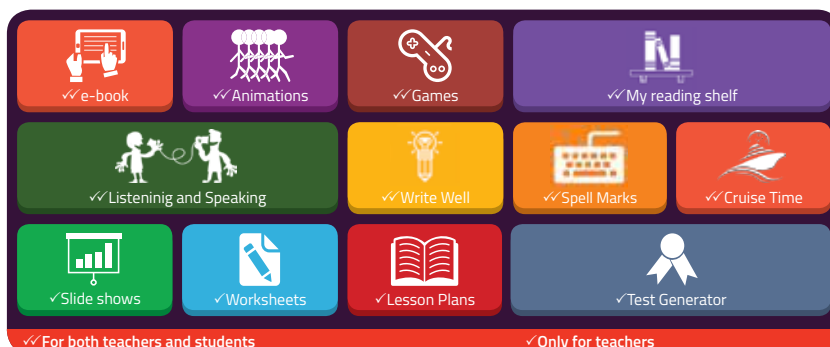 ✓✓e-book
✓✓Animations
✓✓Games
✓✓My reading shelf
✓✓Listeninig and Speaking
✓✓Write Well
✓✓Spell Marks
✓✓Cruise Time
✓Slide shows
✓Worksheets
✓Lesson Plans
✓Test Generator
✓✓For both teachers and students ✓Only for teachers